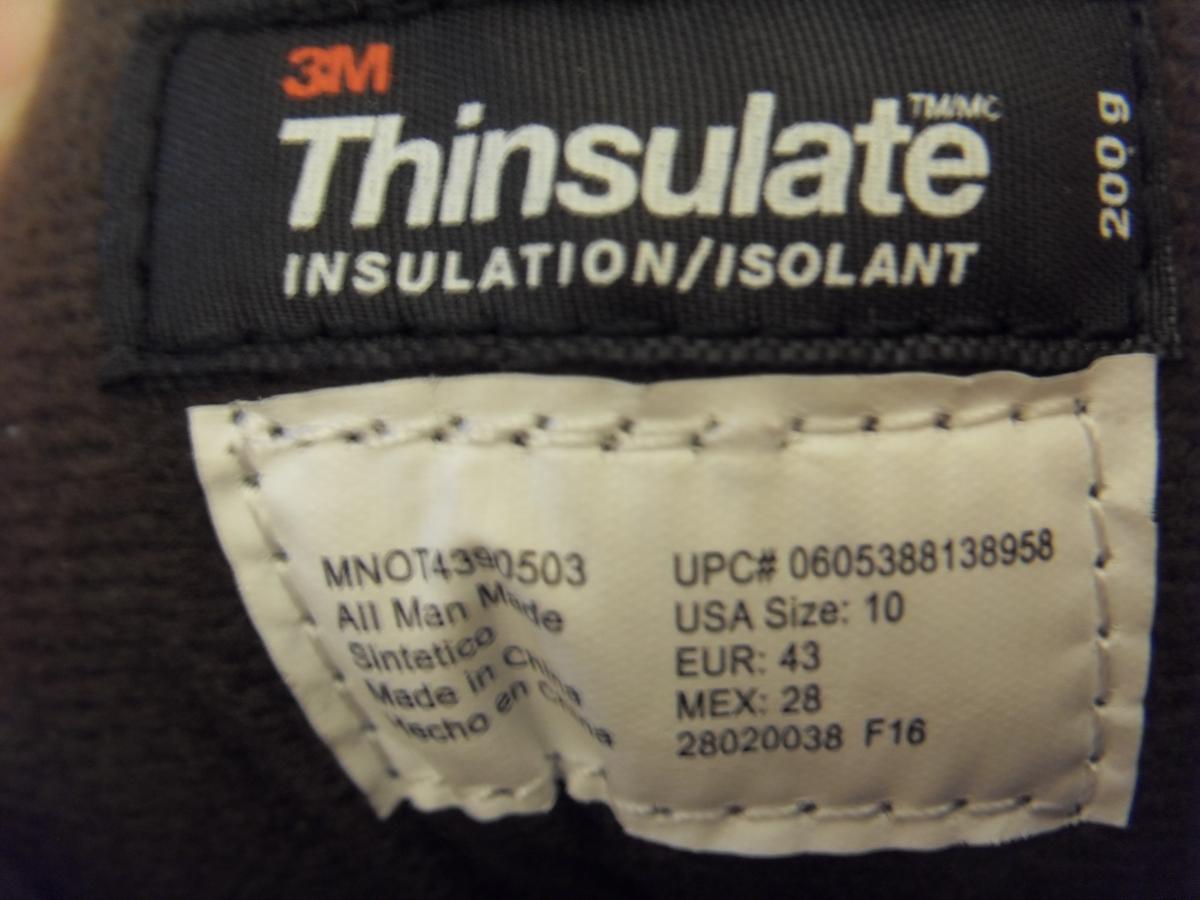 3M
Thinsulate TM/MC
INSULATION/ISOLANT
200 g
MNOT4390503
All Man Made
Sintetico
Made in China
Hecho en China
UPC# 0605388138958
USA Size: 10
EUR: 43
MEX: 28
28020038 F16